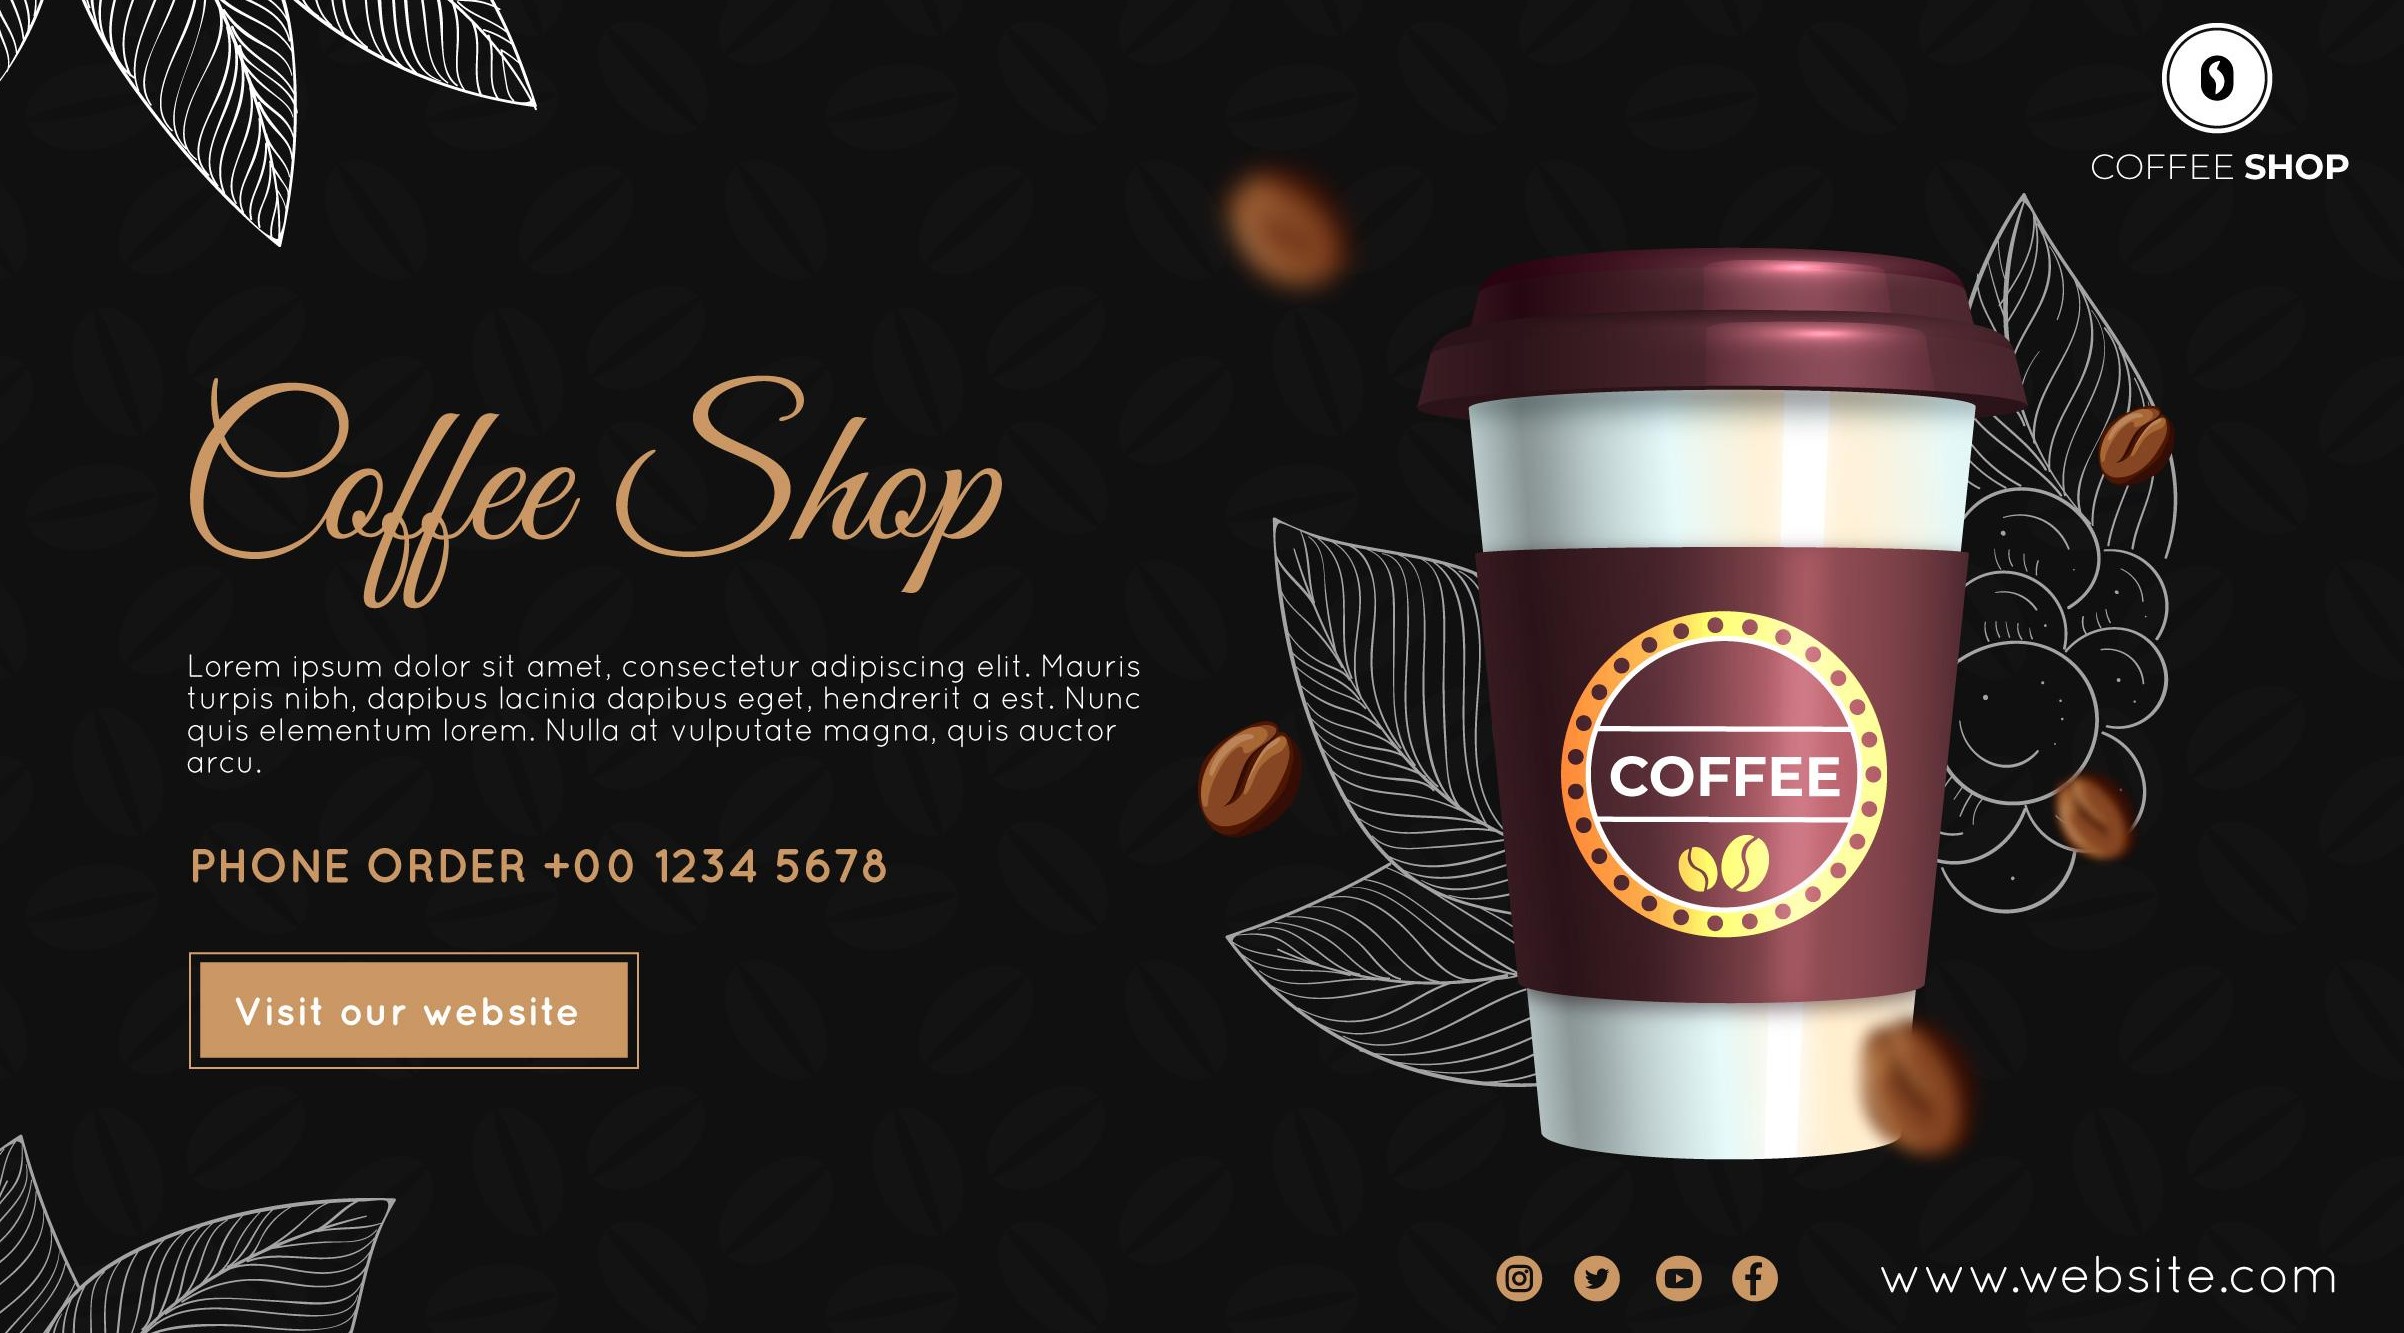 COFFEE SHOP
Coffee Shop
Lorem ipsum dolor sit amet, consectetur adipiscing elit. Mauris
turpis nibh, dapibus lacinia dapibus eget, hendrerit a est. Nunc
quis elementum lorem. Nulla at vulputate magna, quis auctor
arcu.
PHONE ORDER +00 1234 5678
Visit our website
COFFEE
www.website.com